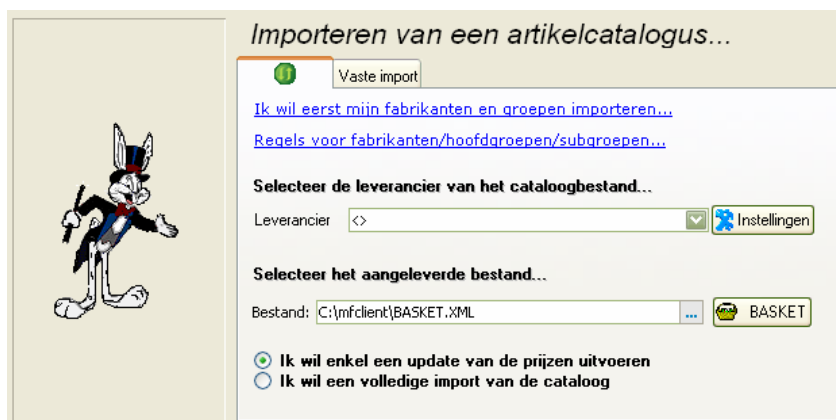 Importeren van een artikelcatalogus...
Vaste import
Ik wil eerst mijn fabrikanten en groepen importeren...
Regels voor fabrikanten/hoofdgroepen/subgroepen...
Selecteer de leverancier van het cataloogbestand...
Leverancier <> Instellingen
Selecteer het aangeleverde bestand...
Bestand: C:\mfclient\BASKET.XML ... BASKET
Ik wil enkel een update van de prijzen uitvoeren
Ik wil een volledige import van de cataloog